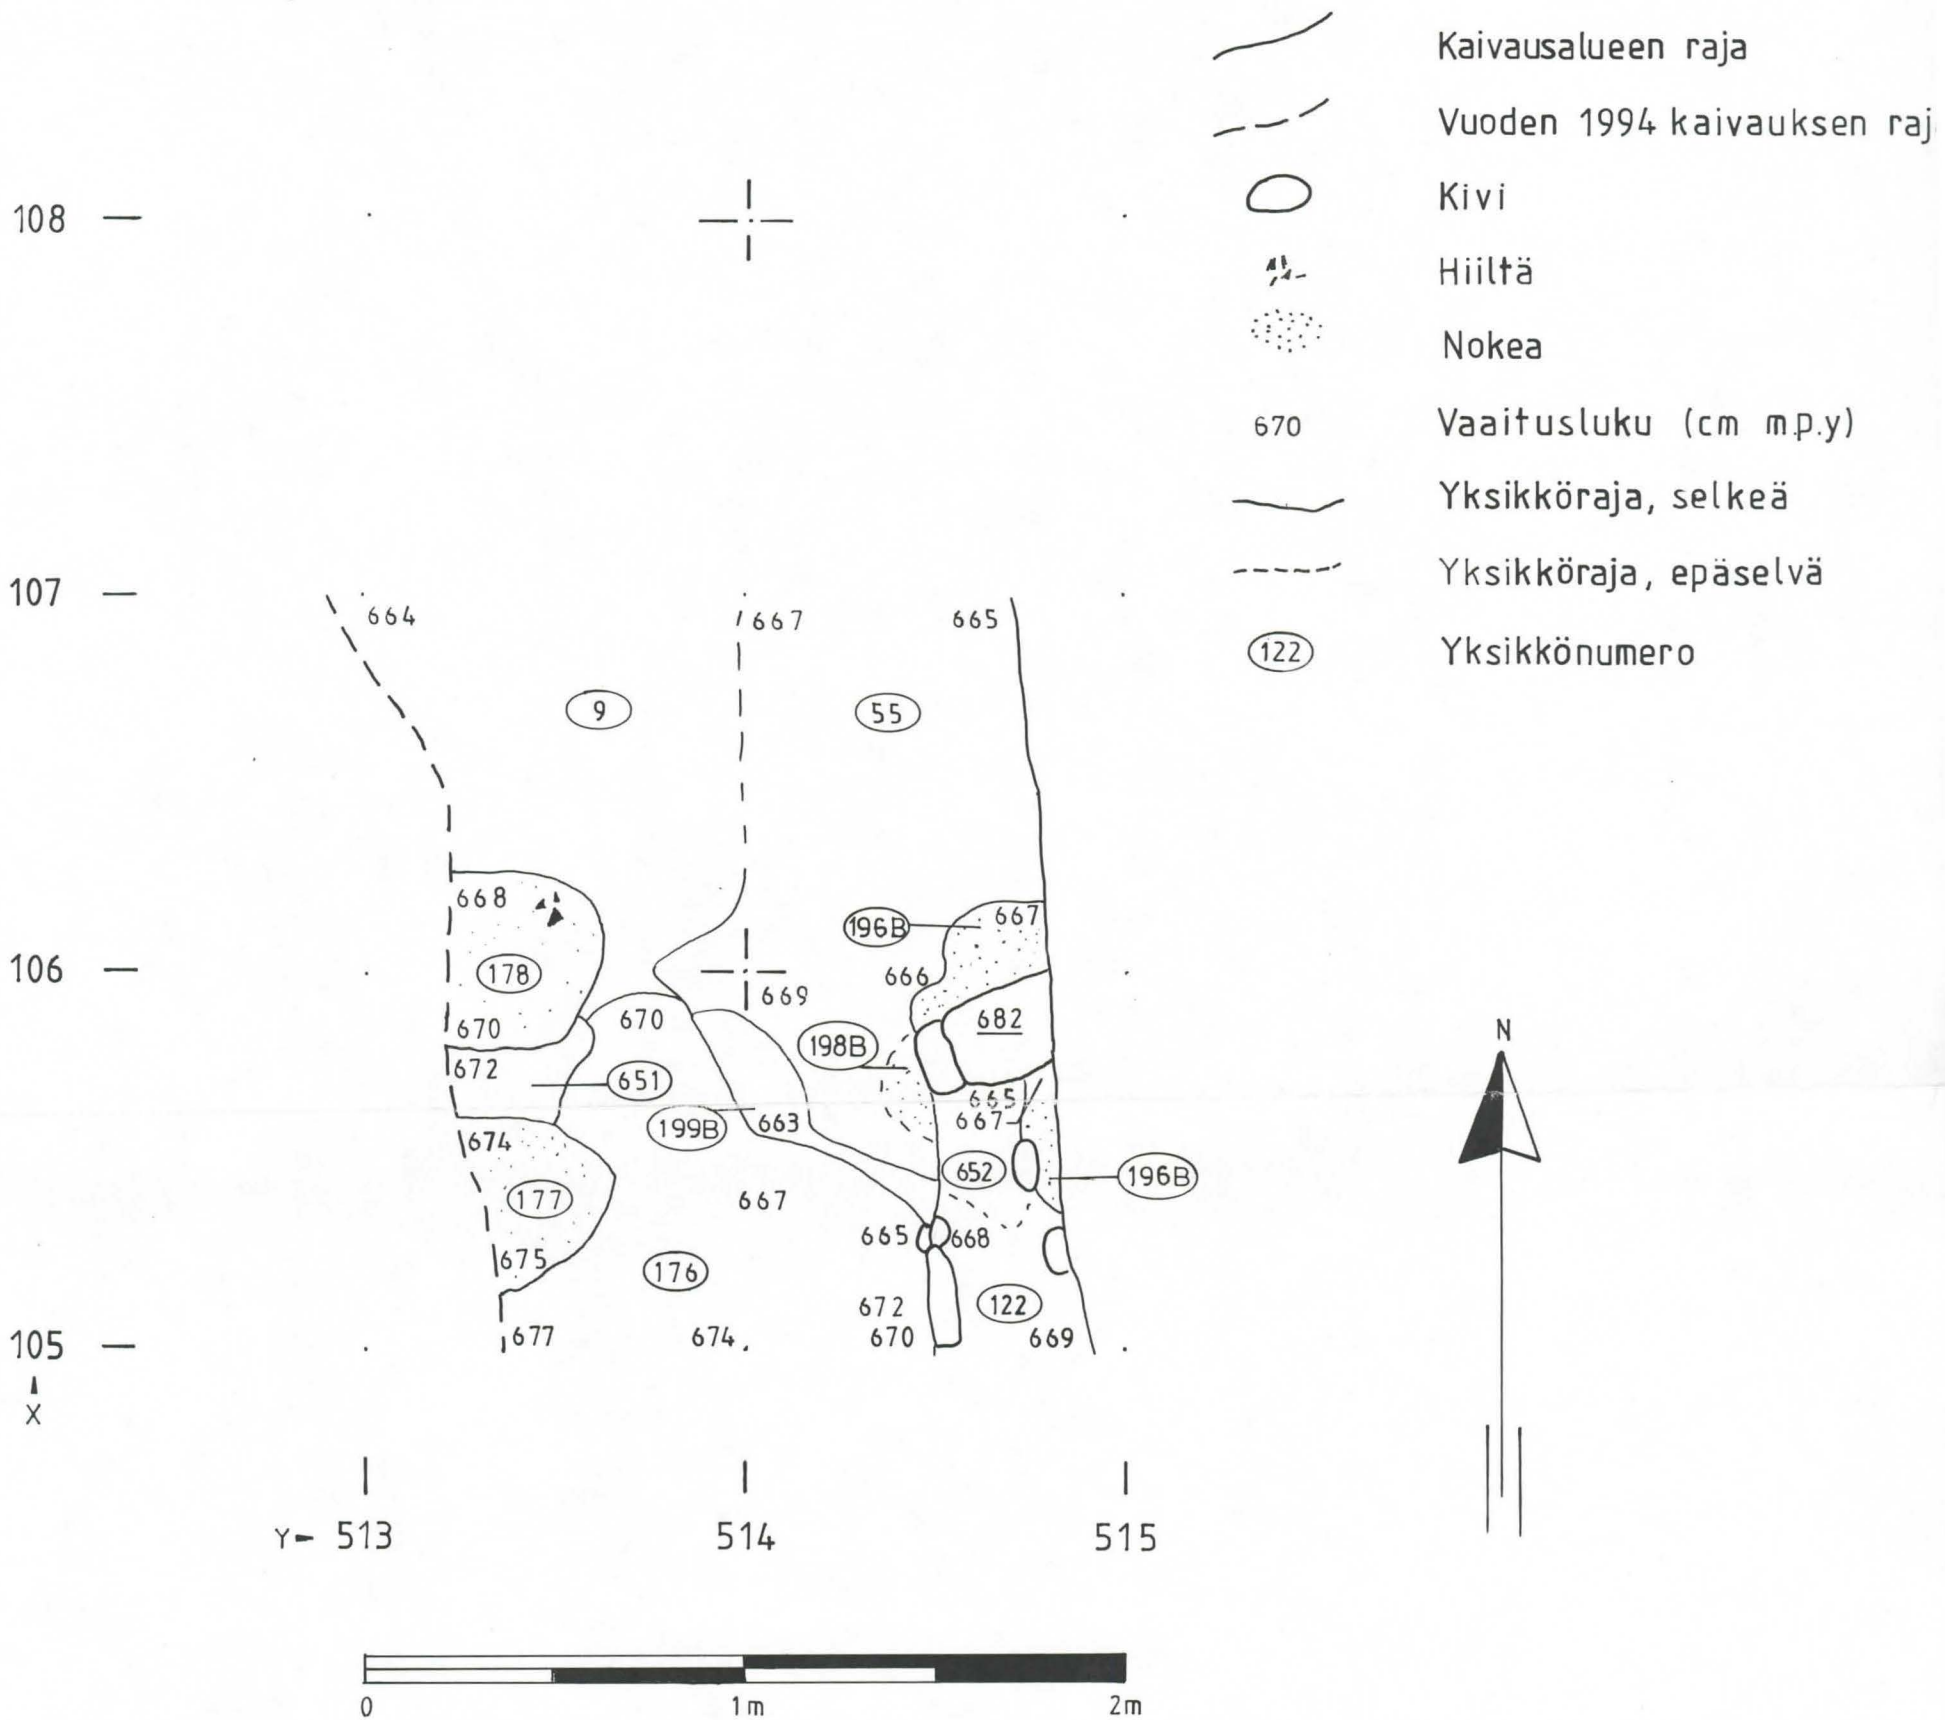 Kaivausalueen raja
Vuoden 1994 kaivauksen raj
Kivi
Hiiltä
Nokea
670 Vaaitusluku (cm m.p.y)
Yksikköraja, selkeä
Yksikköraja, epäselvä
122 Yksikkönumero
108
107
664 667 665
9 55
668
196B 667
106
178
666
669
670 670 682
198B
672
651
665
199B 663 667
674
652 196B
177
667
665 668
675
176
672 122
105
677 674 670 669
X
Y 513 514 515
N
0 1m 2m